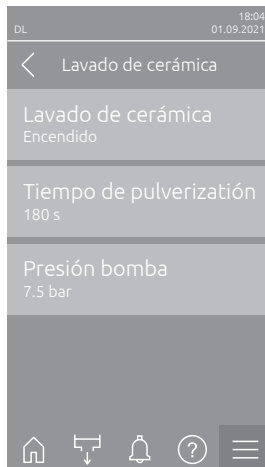 18:04
DL 01.09.2021
Lavado de cerámica
Lavado de cerámica
Encendido
Tiempo de pulverizatión
180 s
Presión bomba
7.5 bar
?